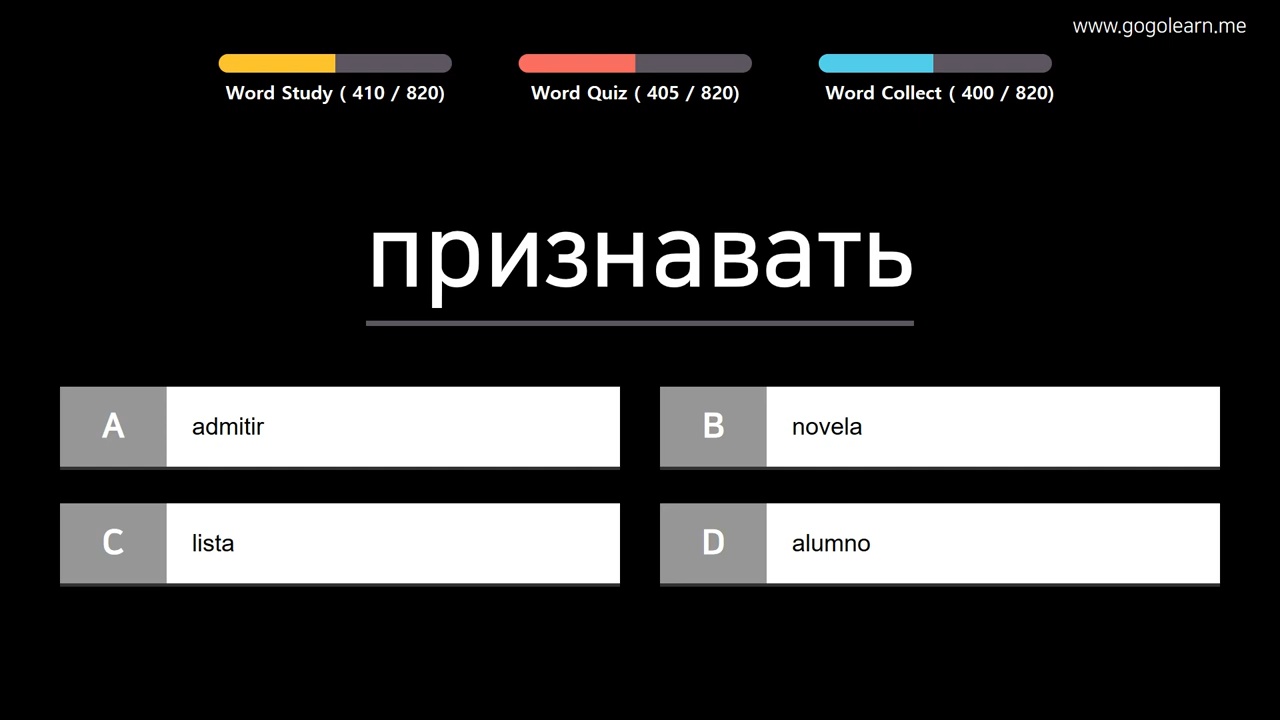 www.gogolearn.me
Word Study ( 410 / 820)
Word Quiz ( 405 / 820)
Word Collect ( 400 / 820)
признавать
A admitir
B novela
C lista
D alumno